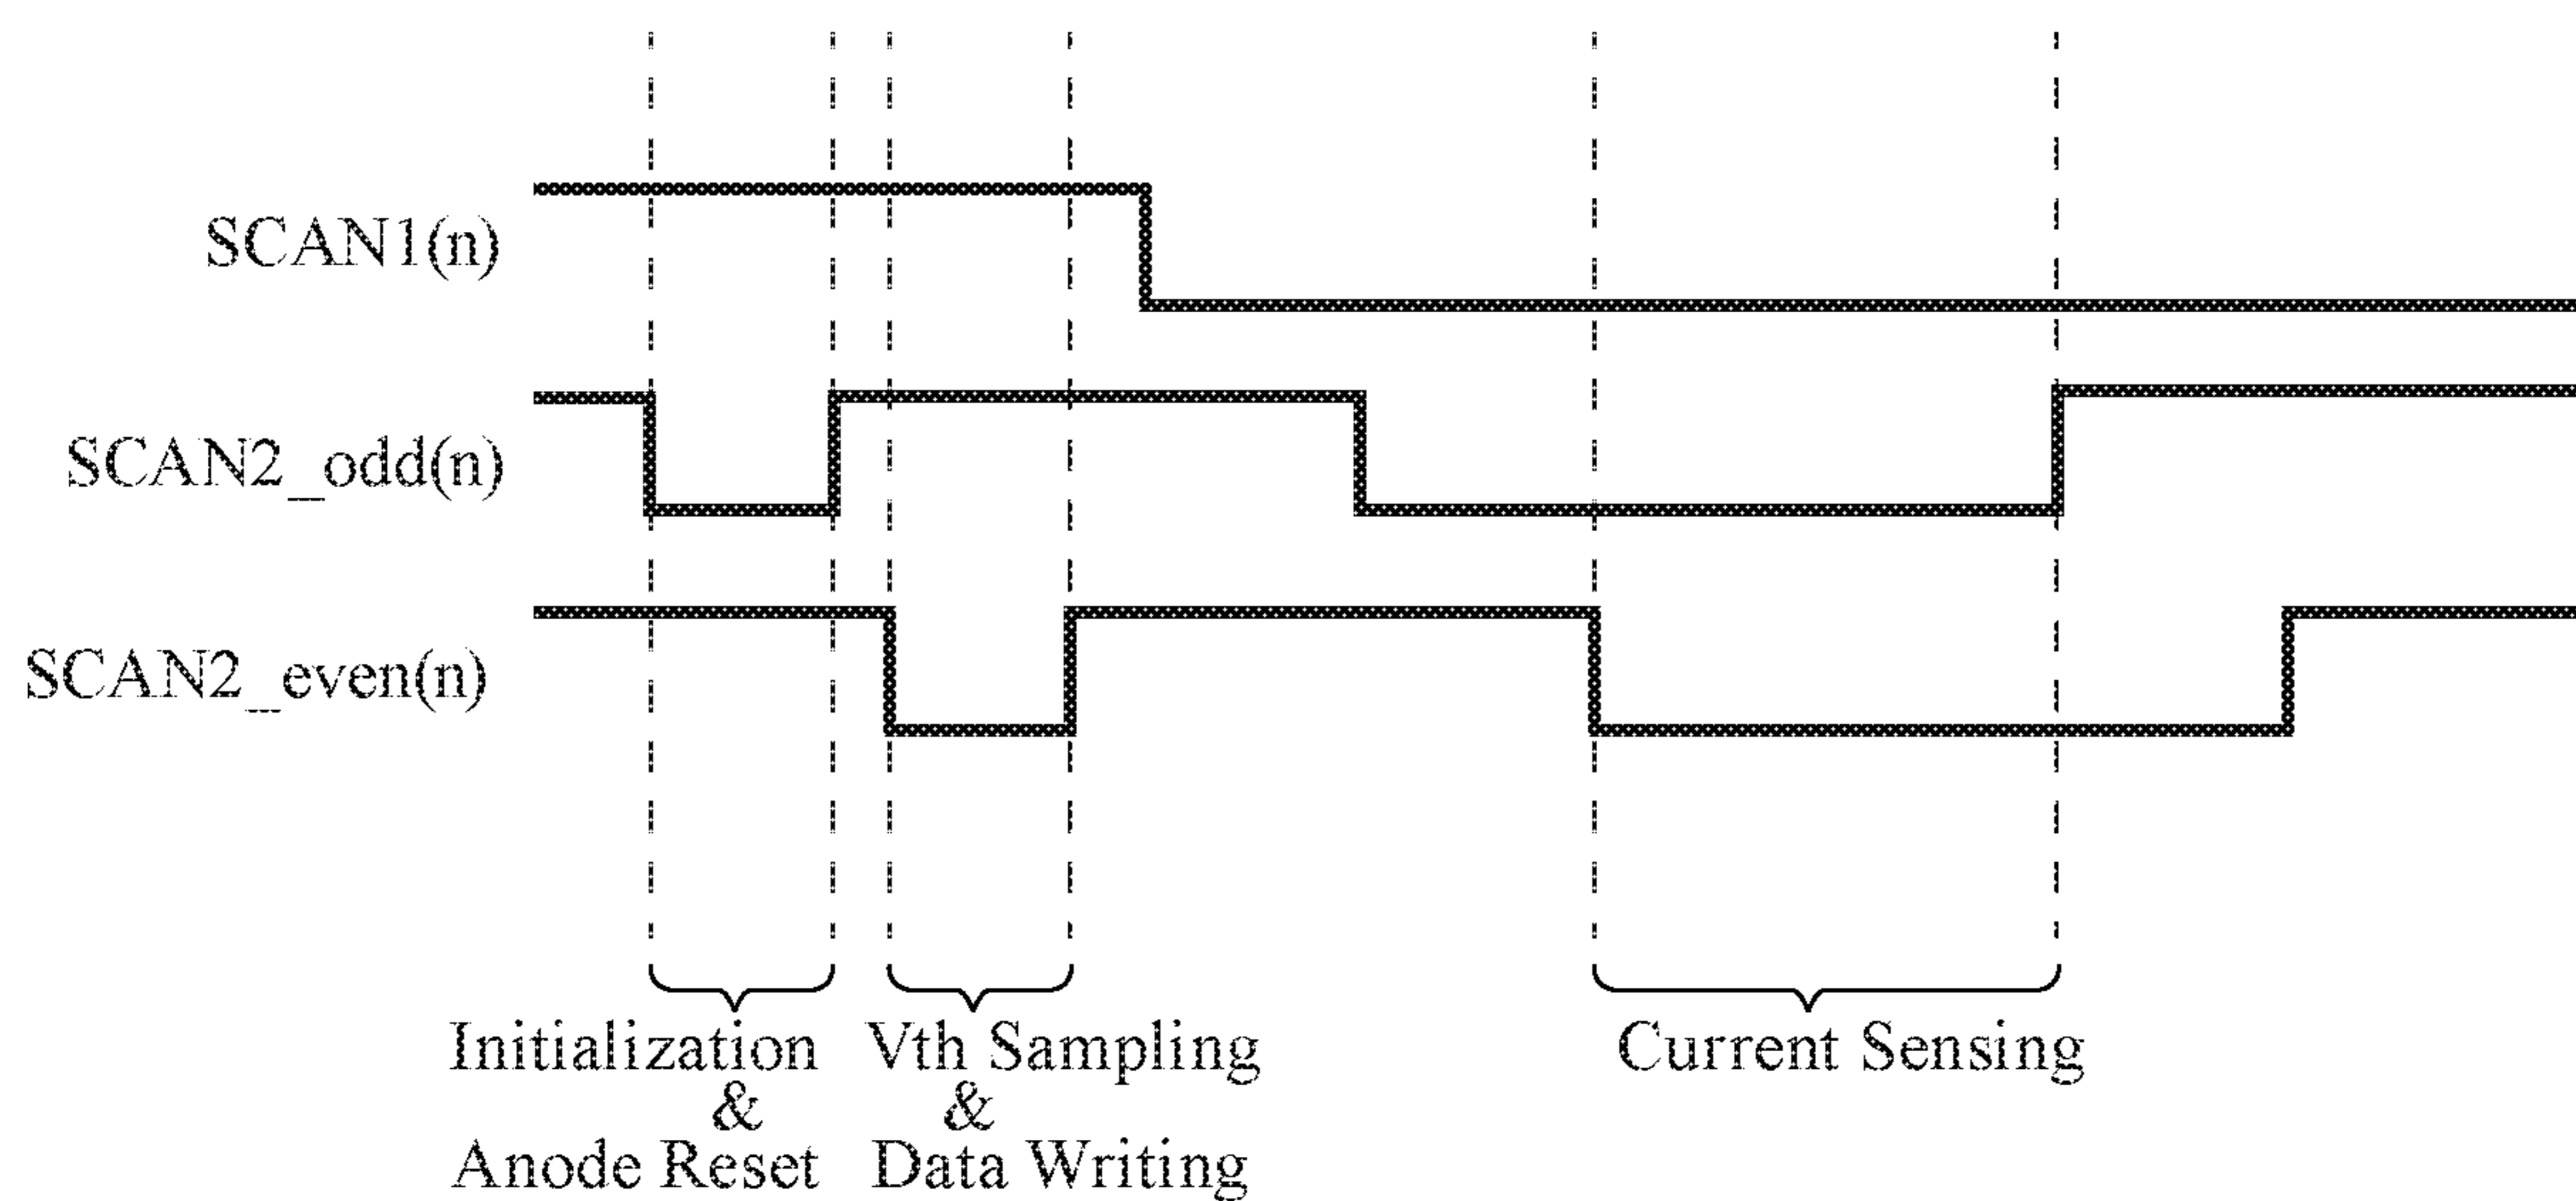 SCAN1(n)
SCAN2_odd(n)
SCAN2_even(n)
Initialization
&
Anode Reset
Vth Sampling
&
Data Writing
Current Sensing